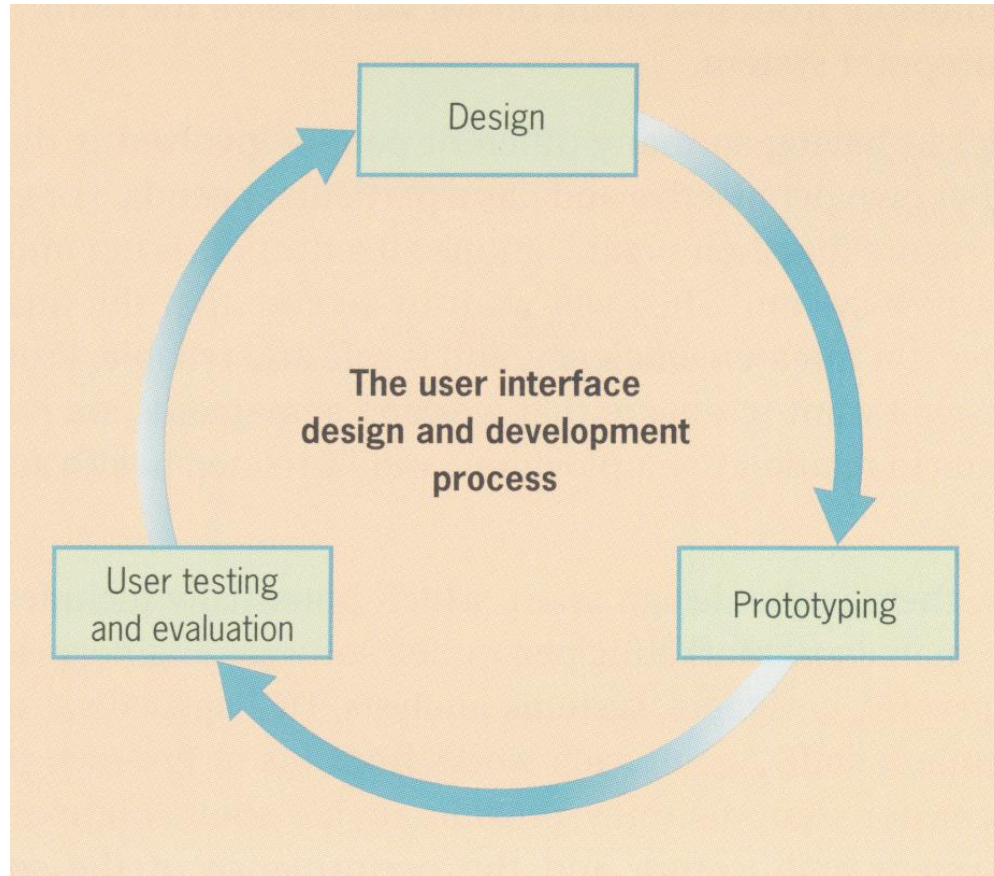 Design
The user interface
design and development
process
User testing
and evaluation
Prototyping